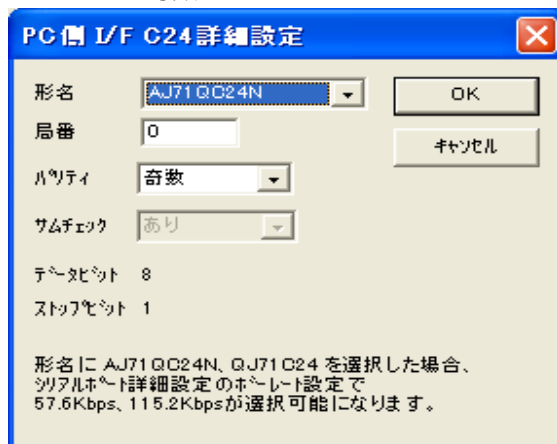 PC側 I/F C24詳細設定
形名 AJ71QC24N
OK
局番 0
キャンセル
パリティ 奇数
サムチェック あり
データビット 8
ストップビット 1
形名に AJ71QC24N、QJ71C24 を選択した場合、
シリアルポート詳細設定のボーレート設定で
57.6Kbps、115.2Kbpsが選択可能になります。